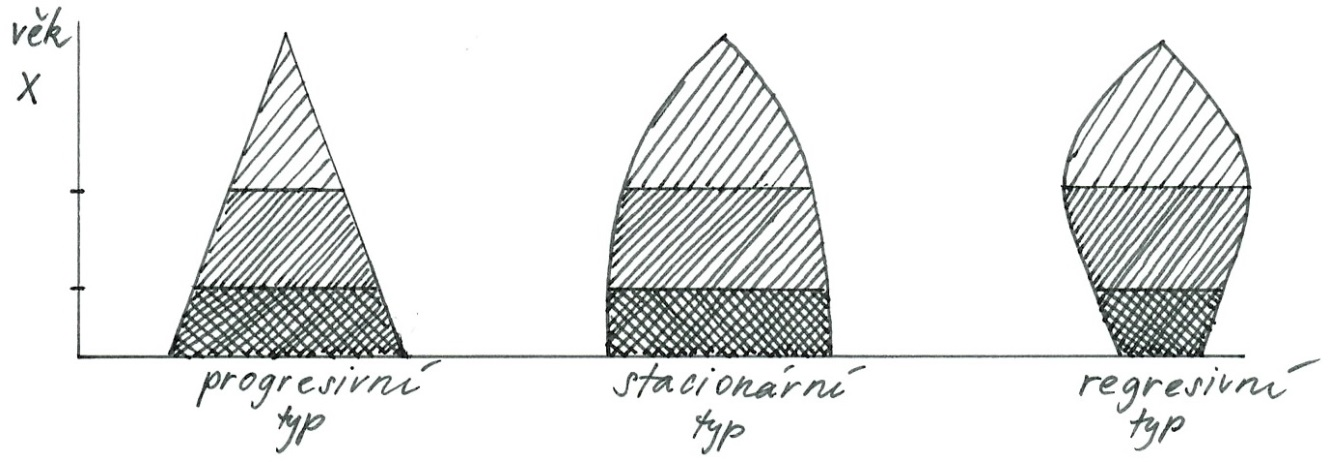 věk
x
progresivní
typ
stacionární
typ
regresivní
typ